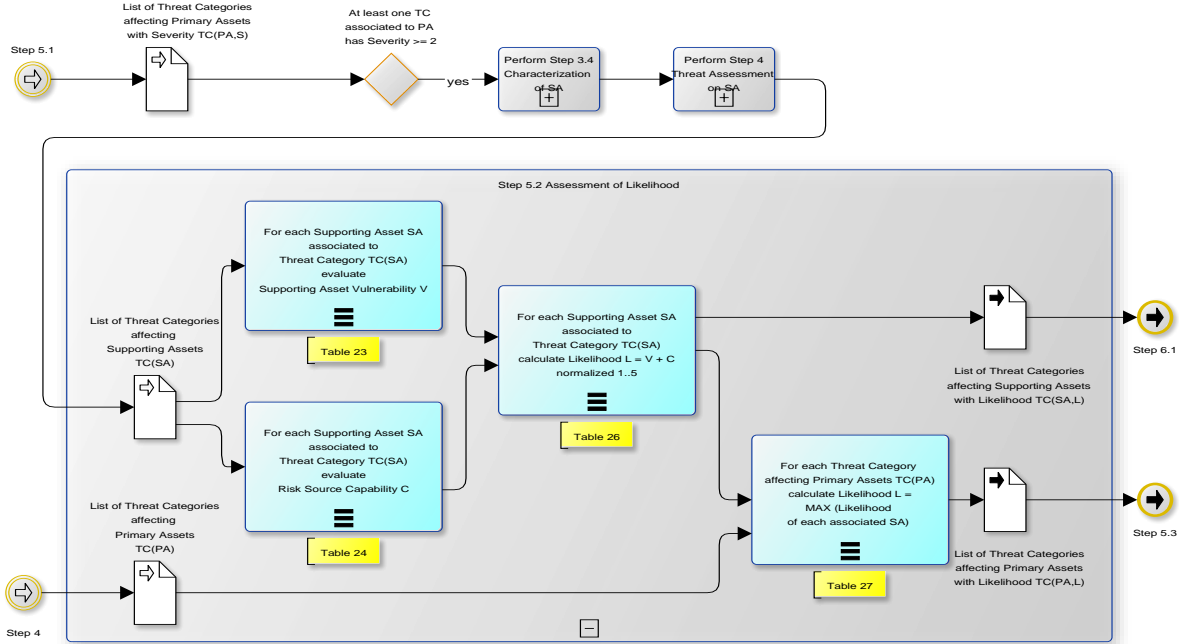 List of Threat Categories
affecting Primary Assets
with Severity TC(PA,S)
At least one TC
associated to PA
has Severity >= 2
Step 5.1
yes
Perform Step 3.4
Characterization
of SA
Perform Step 4
Threat Assessment
on SA
Step 5.2 Assessment of Likelihood
For each Supporting Asset SA
associated to
Threat Category TC(SA)
evaluate
Supporting Asset Vulnerability V
Table 23
List of Threat Categories
affecting
Supporting Assets
TC(SA)
For each Supporting Asset SA
associated to
Threat Category TC(SA)
evaluate
Risk Source Capability C
Table 24
For each Supporting Asset SA
associated to
Threat Category TC(SA)
calculate Likelihood L = V + C
normalized 1..5
Table 26
List of Threat Categories
affecting Supporting Assets
with Likelihood TC(SA,L)
Step 6.1
For each Threat Category
affecting Primary Assets TC(PA)
calculate Likelihood L =
MAX (Likelihood
of each associated SA)
Table 27
List of Threat Categories
affecting Primary Assets
with Likelihood TC(PA,L)
Step 5.3
List of Threat Categories
affecting
Primary Assets
TC(PA)
Step 4